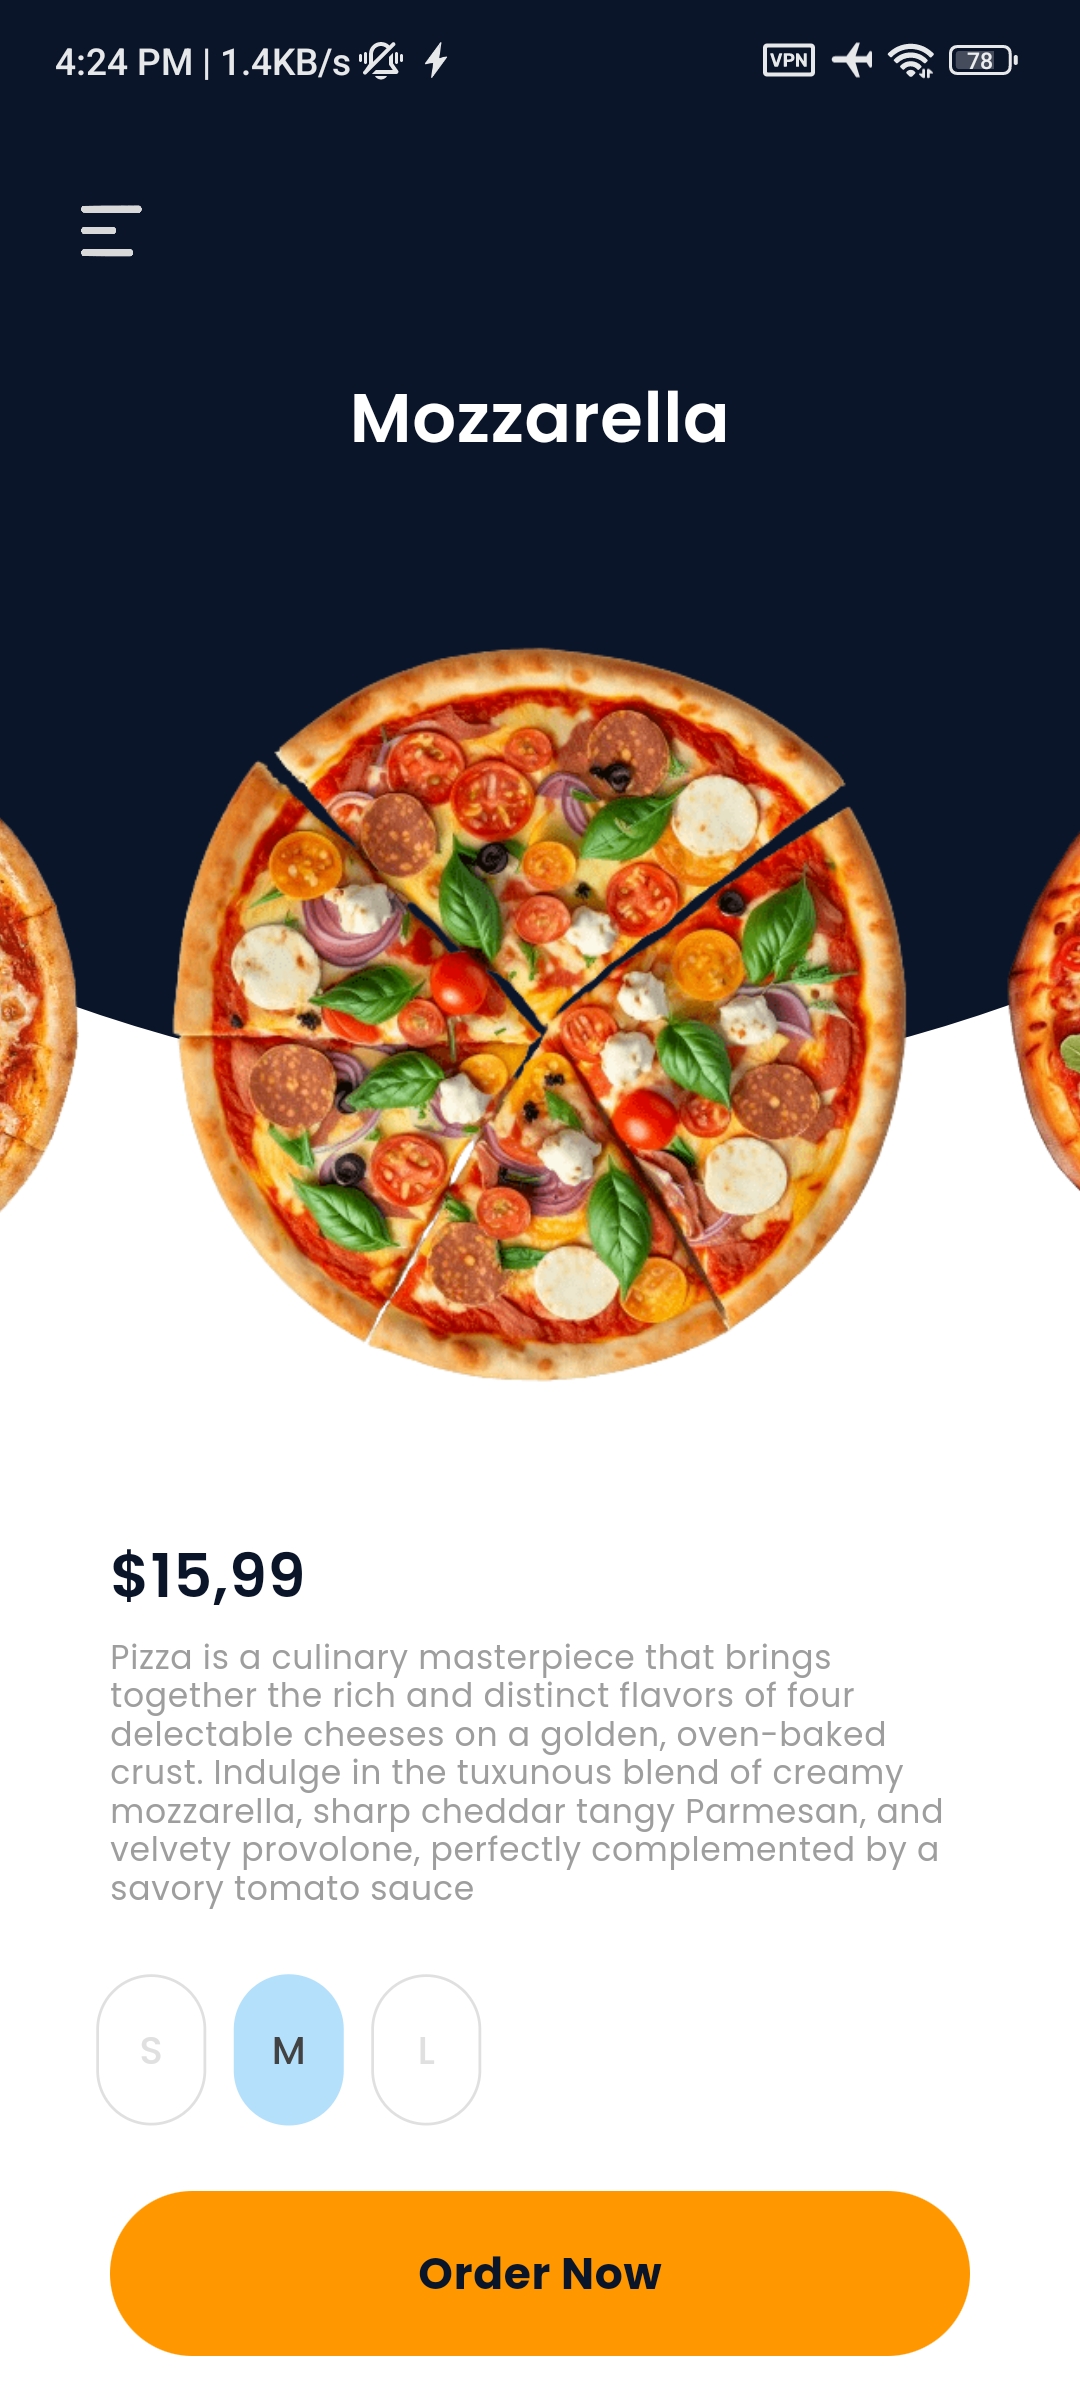 4:24 PM | 1.4KB/s VPN 78
Mozzarella
$15,99
Pizza is a culinary masterpiece that brings
together the rich and distinct flavors of four
delectable cheeses on a golden, oven-baked
crust. Indulge in the tuxunous blend of creamy
mozzarella, sharp cheddar tangy Parmesan, and
velvety provolone, perfectly complemented by a
savory tomato sauce
S M L
Order Now